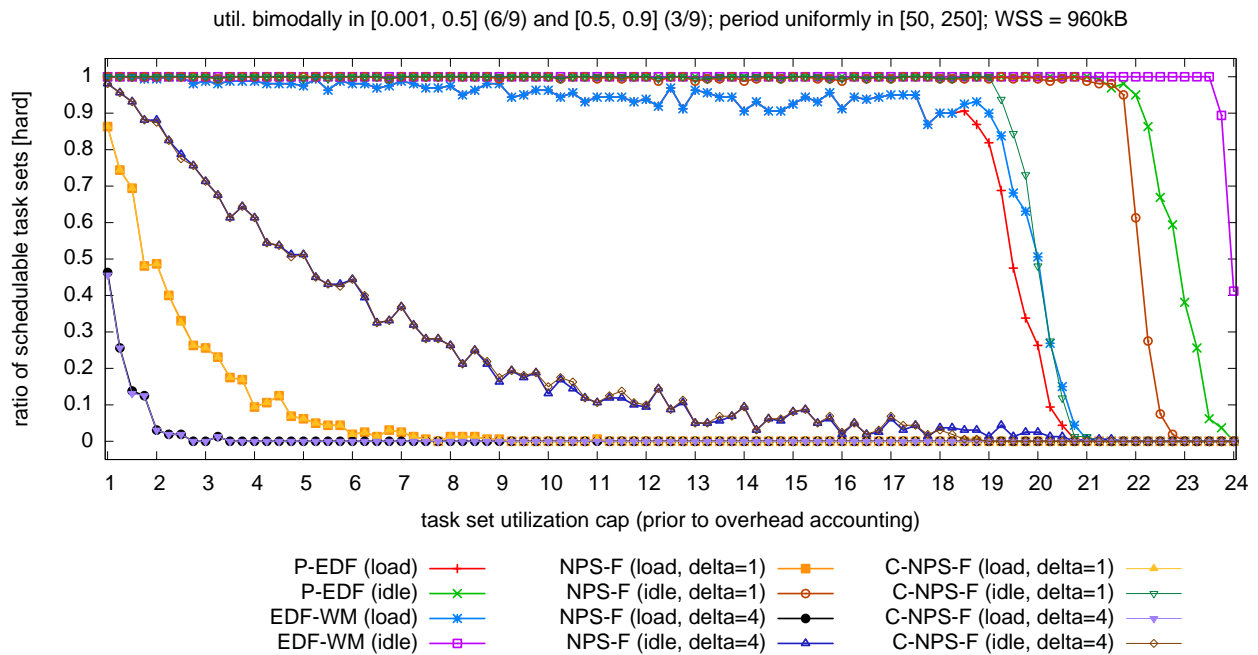 util. bimodally in [0.001, 0.5] (6/9) and [0.5, 0.9] (3/9); period uniformly in [50, 250]; WSS = 960kB
ratio of schedulable task sets [hard]
1
0.9
0.8
0.7
0.6
0.5
0.4
0.3
0.2
0.1
0
1 2 3 4 5 6 7 8 9 10 11 12 13 14 15 16 17 18 19 20 21 22 23 24
task set utilization cap (prior to overhead accounting)
P-EDF (load) NPS-F (load, delta=1) C-NPS-F (load, delta=1)
P-EDF (idle) NPS-F (idle, delta=1) C-NPS-F (idle, delta=1)
EDF-WM (load) NPS-F (load, delta=4) C-NPS-F (load, delta=4)
EDF-WM (idle) NPS-F (idle, delta=4) C-NPS-F (idle, delta=4)